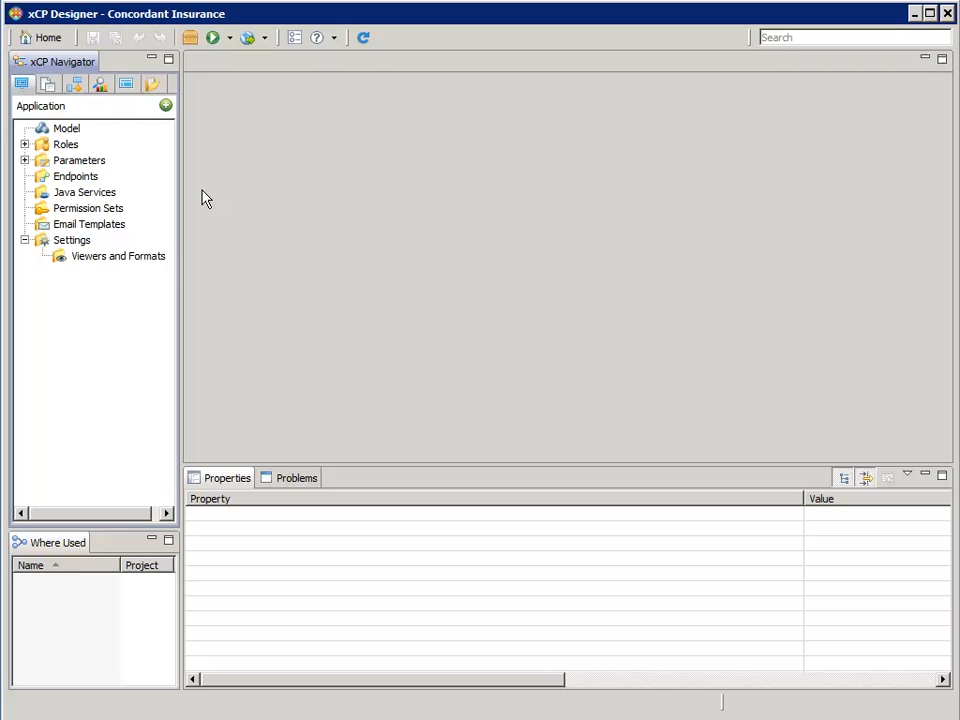 xCP Designer - Concordant Insurance
Home
Search
xCP Navigator
Application
Model
Roles
Parameters
Endpoints
Java Services
Permission Sets
Email Templates
Settings
Viewers and Formats
Properties
Problems
Property
Value
Where Used
Name
Project